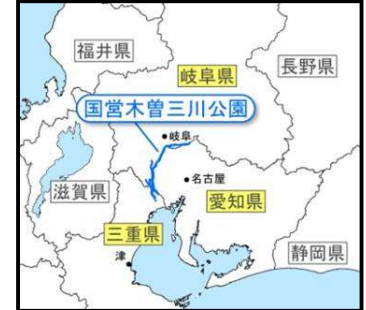 福井県
長野県
岐阜県
国営木曽三川公園
岐阜
名古屋
滋賀県
愛知県
三重県
静岡県
津